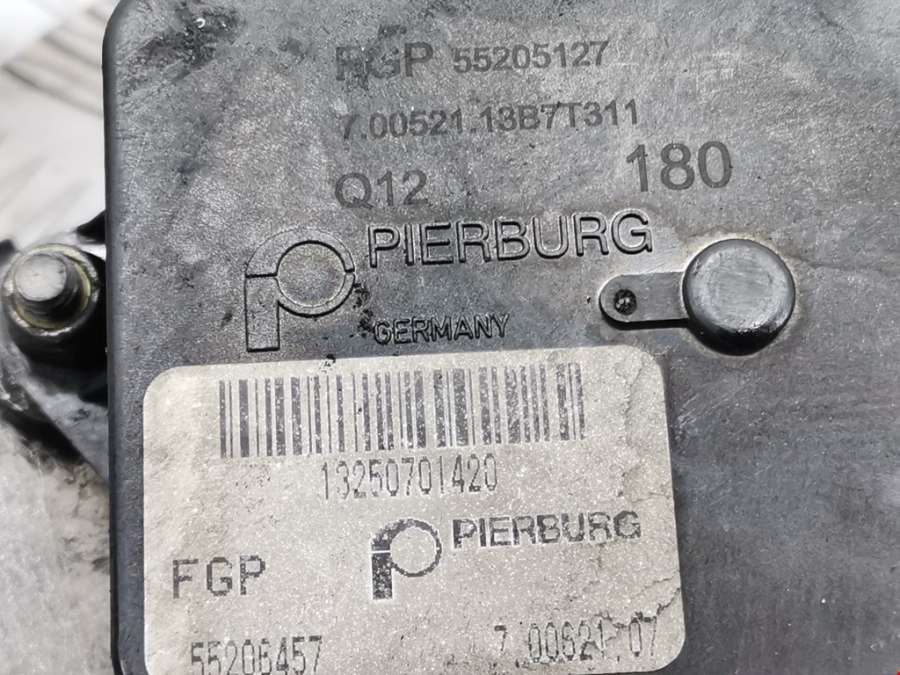 FGP 55205127
7.00521.13B7T311
Q12 180
PIERBURG
GERMANY
13250701420
PIERBURG
FGP
55206457 7 00621 07